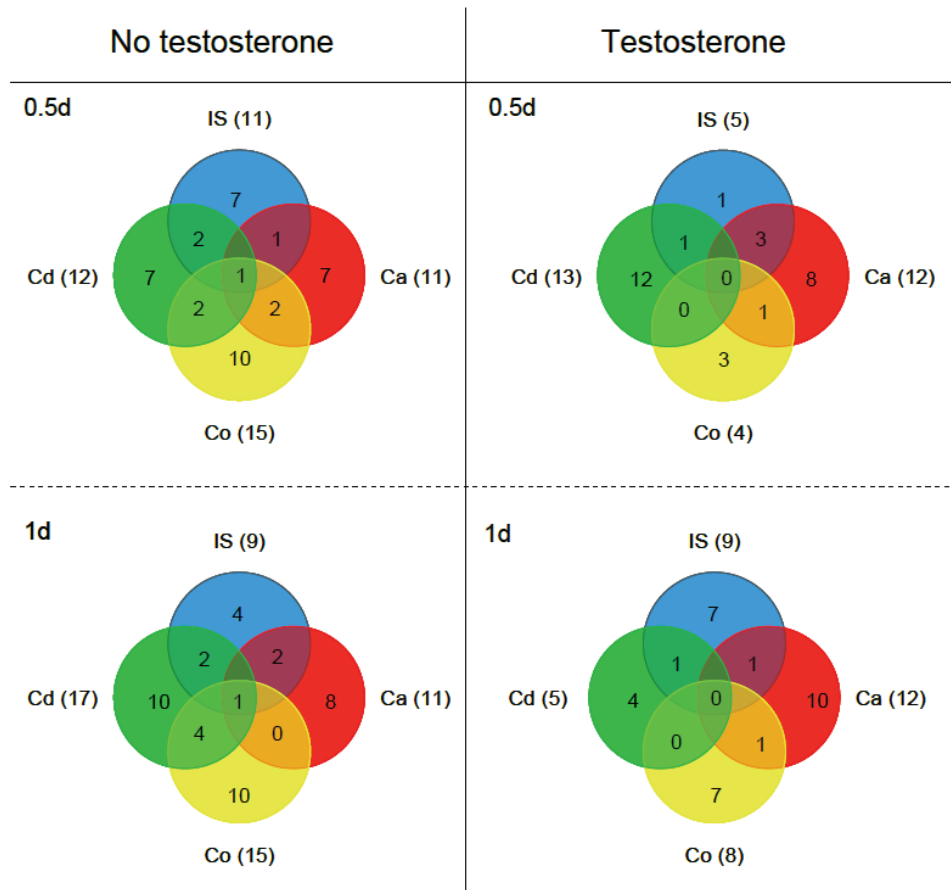 No testosterone
Testosterone
0.5d
IS (11)
7
2
1
Cd (12)
7
1
7
Ca (11)
2
2
10
Co (15)
IS (5)
1
1
3
Cd (13)
12
0
8
Ca (12)
0
1
3
Co (4)
1d
IS (9)
4
2
2
Cd (17)
10
1
8
Ca (11)
4
0
10
Co (15)
1d
IS (9)
7
1
1
Cd (5)
4
0
10
Ca (12)
0
1
7
Co (8)